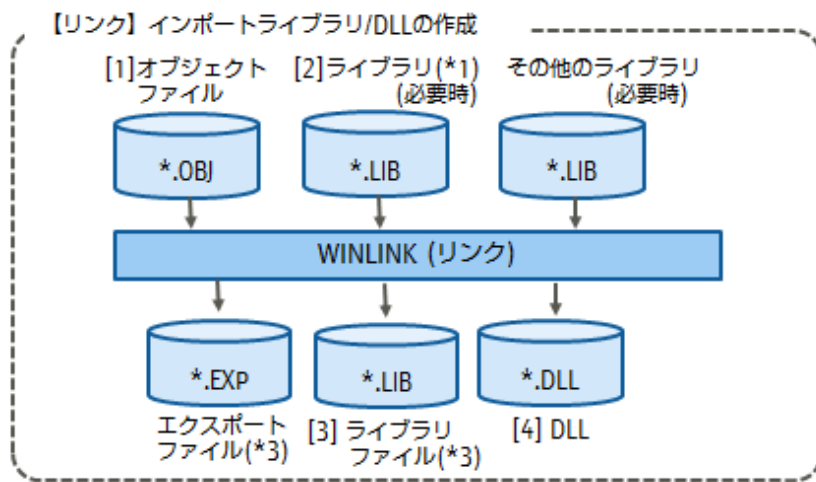 【リンク】インポートライブラリ/DLLの作成
[1]オブジェクト
ファイル
[2]ライブラリ(*1)
(必要時)
その他のライブラリ
(必要時)
*.OBJ
*.LIB
*.LIB
WINLINK (リンク)
*.EXP
*.LIB
*.DLL
エクスポート
ファイル(*3)
[3] ライブラリ
ファイル(*3)
[4] DLL